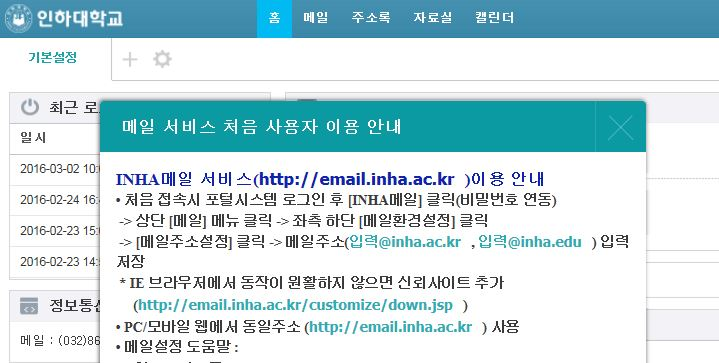 인하대학교
홈 메일 주소록 자료실 캘린더
기본설정
최근 로
일 시
2016-03-02 10:0
2016-02-24 16:4
2016-02-23 15:0
2016-02-23 14:5
정보통신
메일 : (032)86
메일 서비스 처음 사용자 이용 안내
INHA메일 서비스(http://email.inha.ac.kr )이용 안내
• 처음 접속시 포털시스템 로그인 후 [INHA메일] 클릭(비밀번호 연동)
-> 상단 [메일] 메뉴 클릭 -> 좌측 하단 [메일환경설정] 클릭
-> [메일주소설정] 클릭 -> 메일주소(입력@inha.ac.kr , 입력@inha.edu ) 입력
저장
* IE 브라우저에서 동작이 원활하지 않으면 신뢰사이트 추가
(http://email.inha.ac.kr/customize/down.jsp )
• PC/모바일 웹에서 동일주소 (http://email.inha.ac.kr ) 사용
• 메일설정 도움말 :